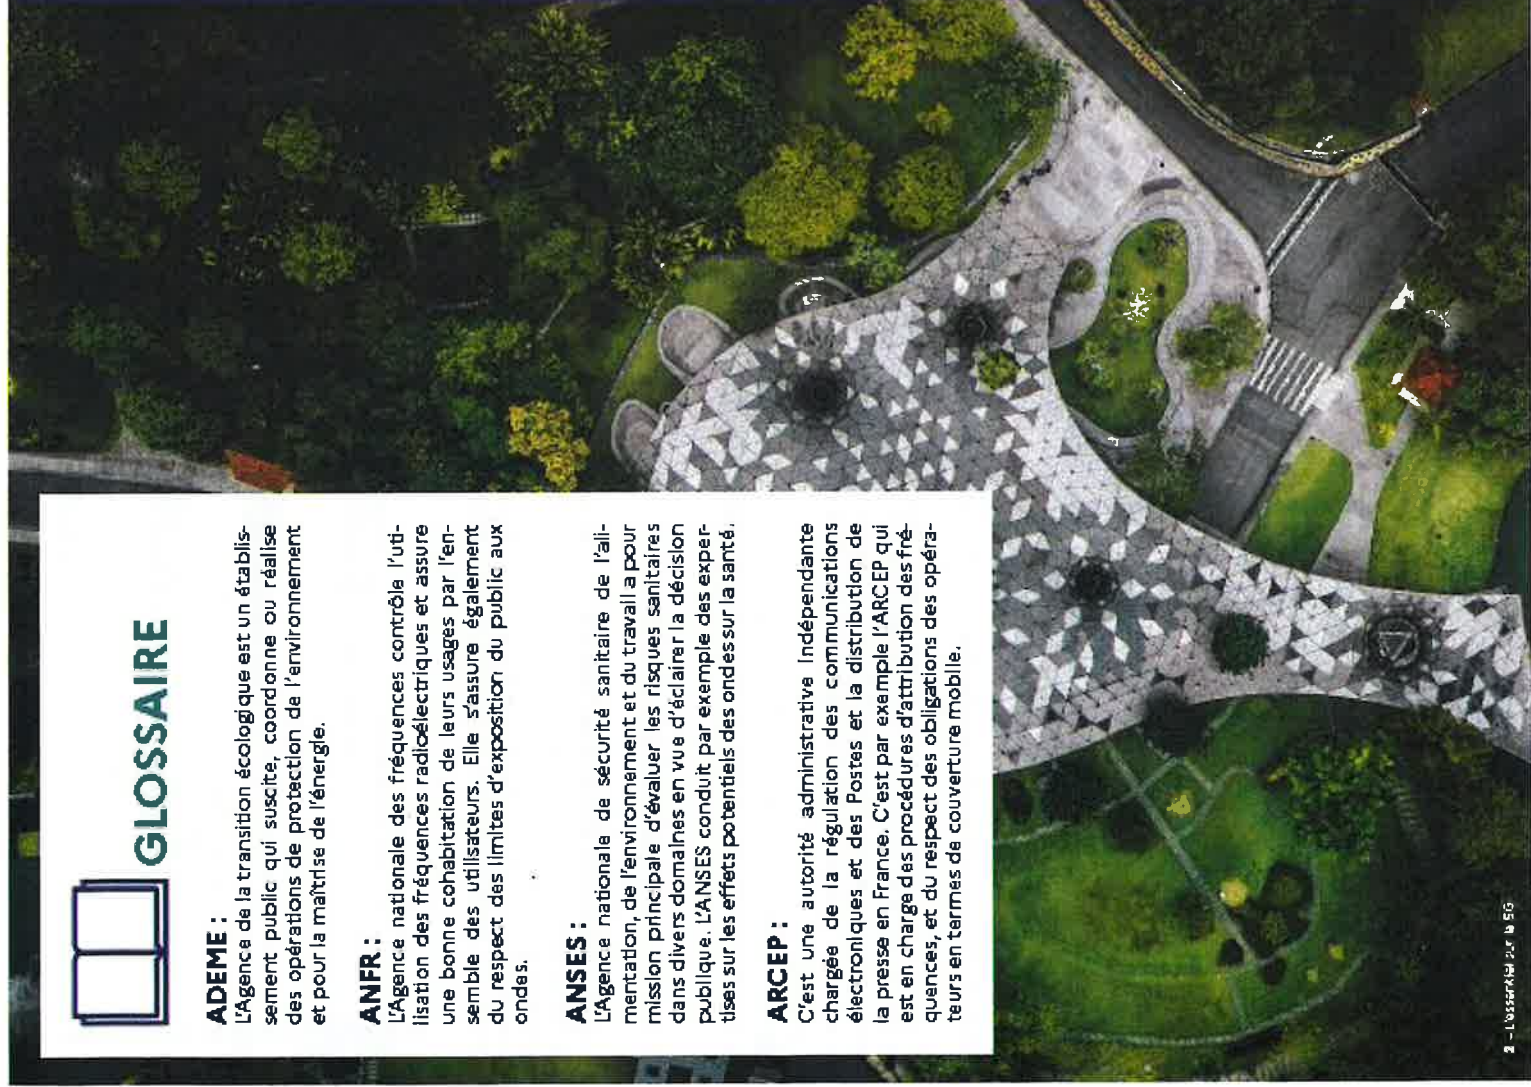 GLOSSAIRE
ADEME :
L'Agence de la transition écologique est un établis-
sement public qui suscite, coordonne ou réalise
des opérations de protection de l'environnement
et pour la maîtrise de l'énergie.
ANFR :
L'Agence nationale des fréquences contrôle l'uti-
lisation des fréquences radioélectriques et assure
une bonne cohabitation de leurs usages par l'en-
semble des utilisateurs. Elle s'assure également
du respect des limites d'exposition du public aux
ondes.
ANSES :
L'Agence nationale de sécurité sanitaire de l'ali-
mentation, de l'environnement et du travail a pour
mission principale d'évaluer les risques sanitaires
dans divers domaines en vue d'éclairer la décision
publique. L'ANSES conduit par exemple des exper-
tises sur les effets potentiels des ondes sur la santé.
ARCEP :
C'est une autorité administrative indépendante
chargée de la régulation des communications
électroniques et des Postes et la distribution de
la presse en France. C'est par exemple l'ARCEP qui
est en charge des procédures d'attribution des fré-
quences, et du respect des obligations des opéra-
teurs en termes de couverture mobile.
2 – L'essentiel sur la 5G